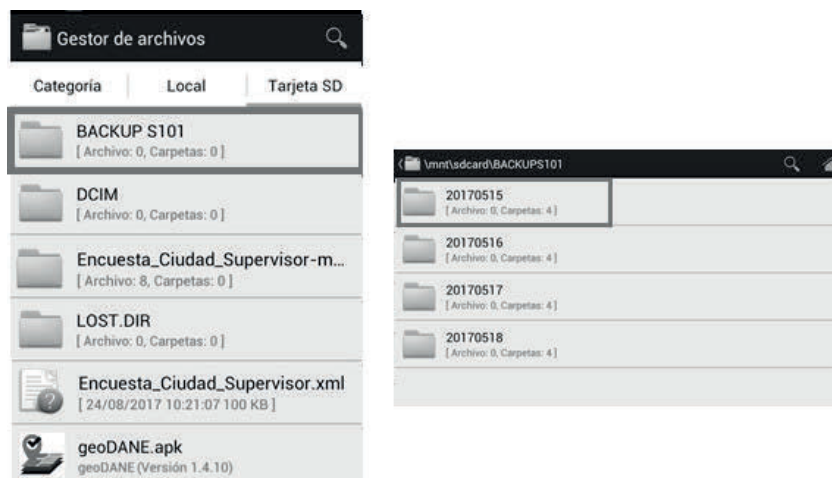 Gestor de archivos
Categoría Local Tarjeta SD
BACKUP S101
[ Archivo: 0, Carpetas: 0 ]
DCIM
[ Archivo: 0, Carpetas: 0 ]
Encuesta_Ciudad_Supervisor-m...
[ Archivo: 8, Carpetas: 0 ]
LOST.DIR
[ Archivo: 0, Carpetas: 0 ]
Encuesta_Ciudad_Supervisor.xml
[ 24/08/2017 10:21:07 100 KB ]
geoDANE.apk
geoDANE (Versión 1.4.10)
\mnt\sdcard\BACKUPS101
20170515
[ Archivo: 0, Carpetas: 4 ]
20170516
[ Archivo: 0, Carpetas: 4 ]
20170517
[ Archivo: 0, Carpetas: 4 ]
20170518
[ Archivo: 0, Carpetas: 4 ]